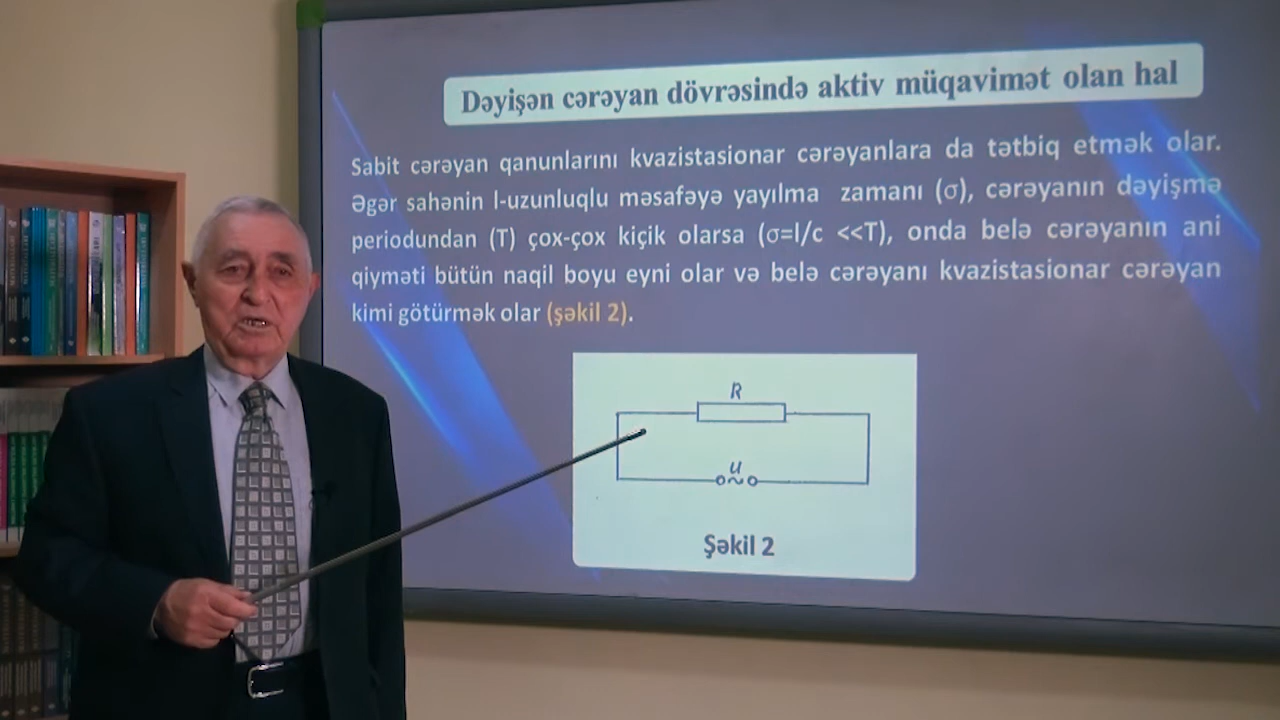 Dəyişən cərəyan dövrəsində aktiv müqavimət olan hal
Sabit cərəyan qanunlarını kvazistasionar cərəyanlara da tətbiq etmək olar.
Əgər sahənin l-uzunluqlu məsafəyə yayılma zamanı (σ), cərəyanın dəyişmə
periodundan (T) çox-çox kiçik olarsa (σ=l/c <<T), onda belə cərəyanın ani
qiyməti bütün naqil boyu eyni olar və belə cərəyanı kvazistasionar cərəyan
kimi götürmək olar (şəkil 2).
R
u
~
Şəkil 2